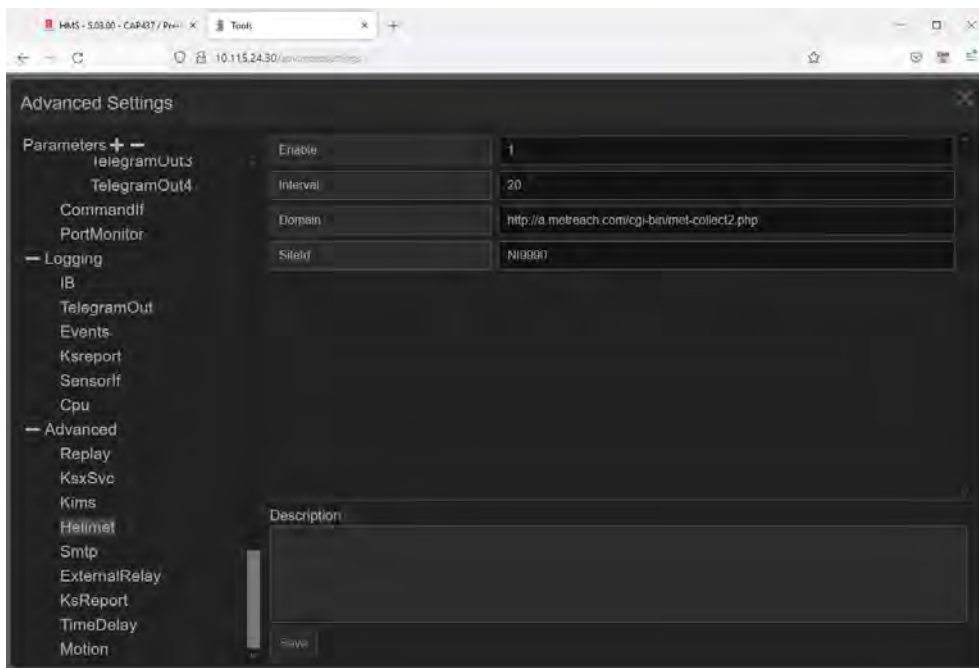 HMS - 5.03.00 - CAP437 / Pre
Tools
10.115.24.30/advancedsettings
Advanced Settings
Parameters
TelegramOut3
TelegramOut4
CommandIf
PortMonitor
Logging
IB
TelegramOut
Events
Ksreport
SensorIf
Cpu
Advanced
Replay
KsxSvc
Kims
Helimet
Smtp
ExternalRelay
KsReport
TimeDelay
Motion
Enable 1
Interval 20
Domain http://a.metreach.com/cgi-bin/met-collect2.php
SiteId NI9990
Description
Save